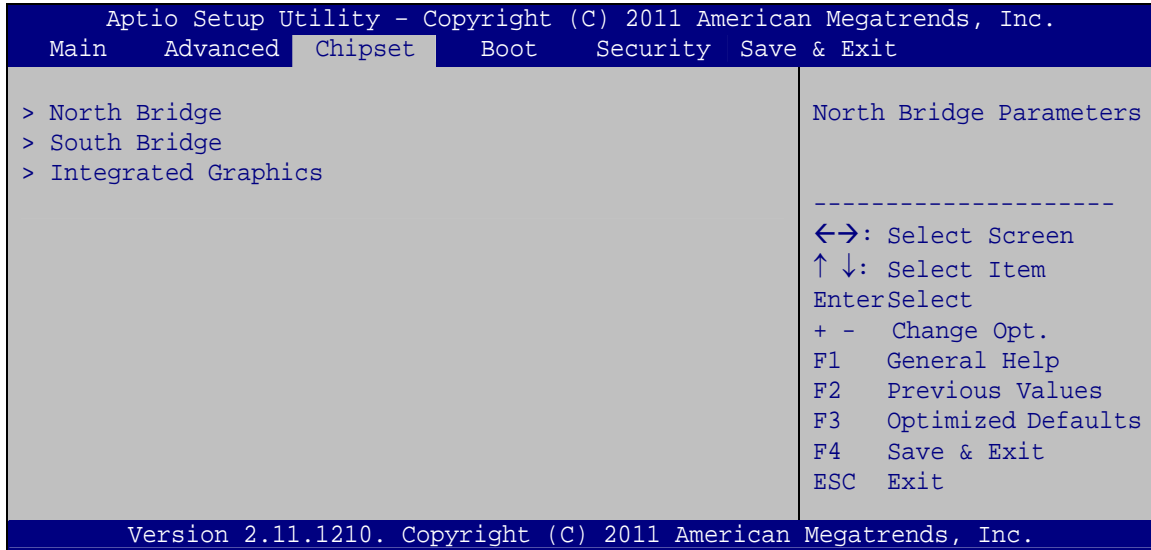 Aptio Setup Utility – Copyright (C) 2011 American Megatrends, Inc.
Main Advanced Chipset Boot Security Save & Exit
> North Bridge
> South Bridge
> Integrated Graphics
North Bridge Parameters
---------------------
←→: Select Screen
↑ ↓: Select Item
EnterSelect
+ - Change Opt.
F1 General Help
F2 Previous Values
F3 Optimized Defaults
F4 Save & Exit
ESC Exit
Version 2.11.1210. Copyright (C) 2011 American Megatrends, Inc.